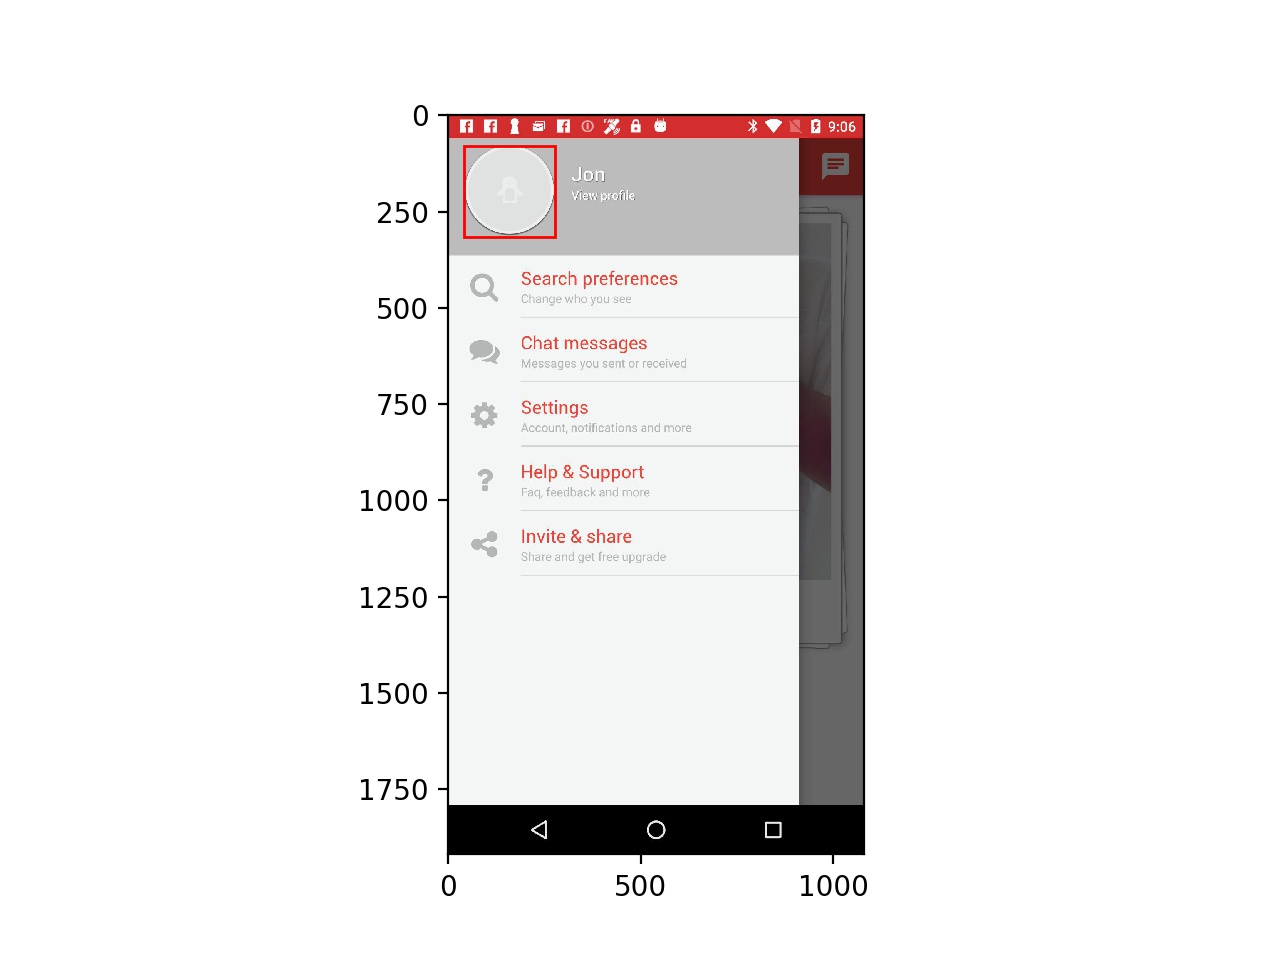 9:06
Jon
View profile
Search preferences
Change who you see
Chat messages
Messages you sent or received
Settings
Account, notifications and more
Help & Support
Faq, feedback and more
Invite & share
Share and get free upgrade
0
250
500
750
1000
1250
1500
1750
0
500
1000